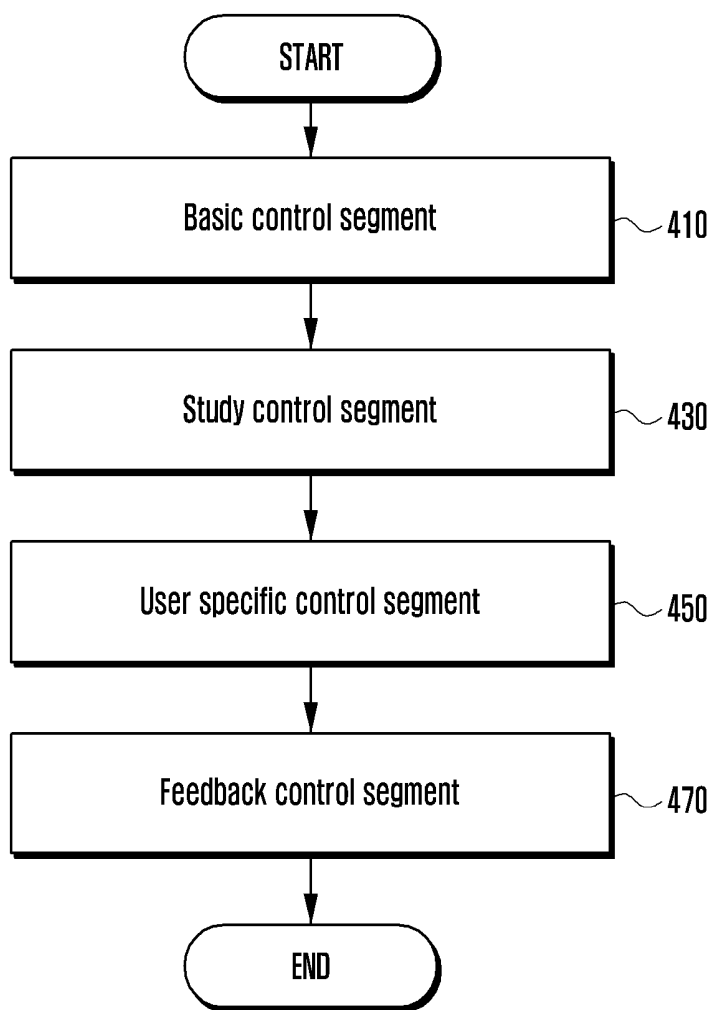 START
Basic control segment
410
Study control segment
430
User specific control segment
450
Feedback control segment
470
END